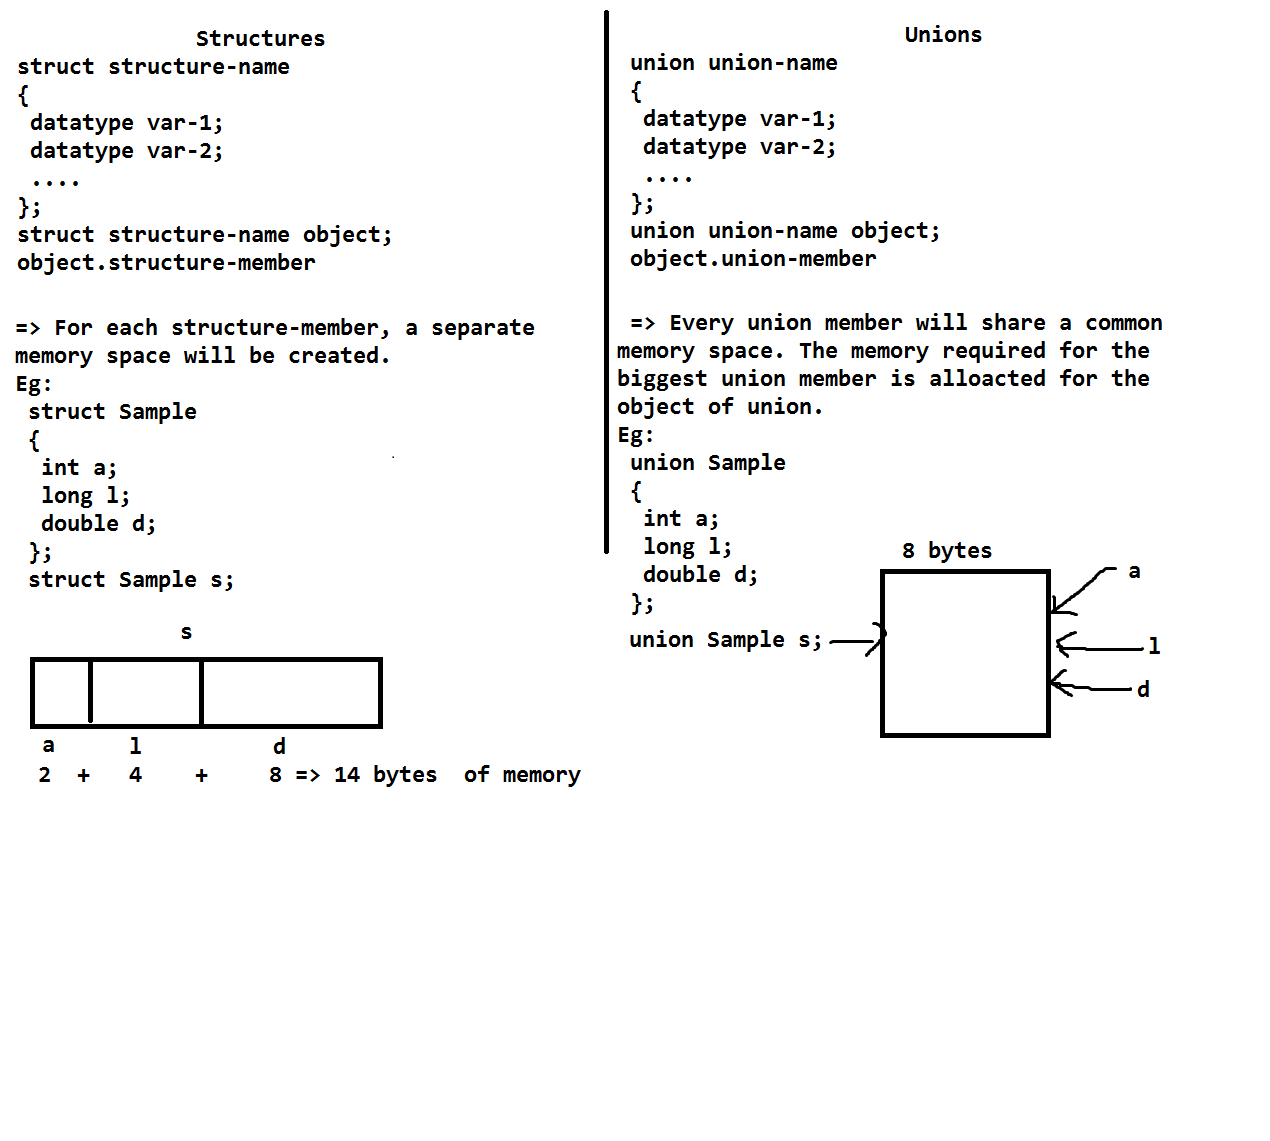 Structures
struct structure-name
{
datatype var-1;
datatype var-2;
....
};
struct structure-name object;
object.structure-member
=> For each structure-member, a separate
memory space will be created.
Eg:
struct Sample
{
int a;
long l;
double d;
};
struct Sample s;
s
a l d
2 + 4 + 8 => 14 bytes of memory
Unions
union union-name
{
datatype var-1;
datatype var-2;
....
};
union union-name object;
object.union-member
=> Every union member will share a common
memory space. The memory required for the
biggest union member is alloacted for the
object of union.
Eg:
union Sample
{
int a;
long l;
double d;
};
union Sample s;
8 bytes
a
l
d